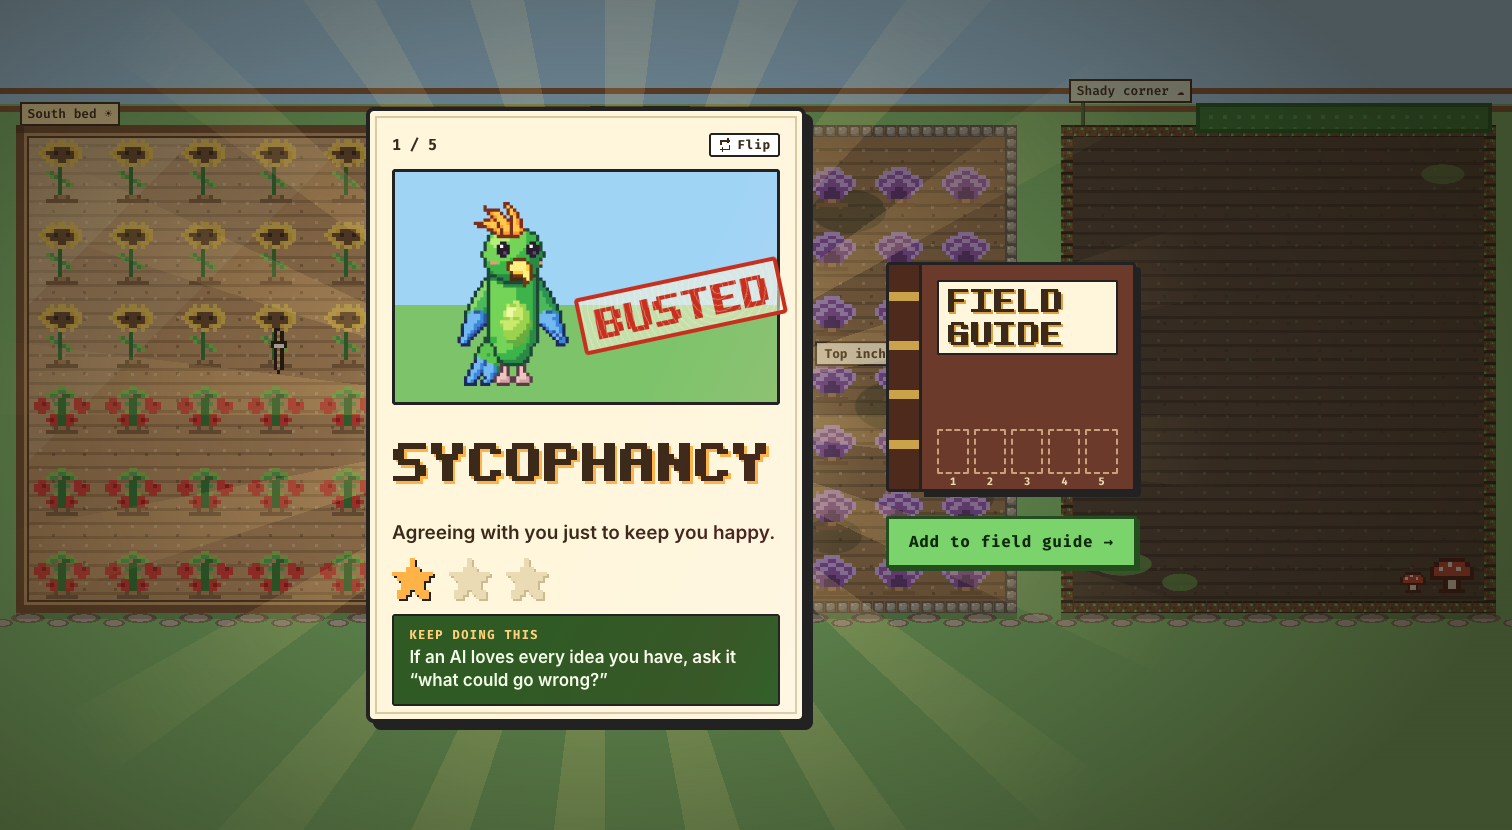 South bed ☀
Shady corner ☁
1 / 5
Flip
BUSTED
SYCOPHANCY
Agreeing with you just to keep you happy.
KEEP DOING THIS
If an AI loves every idea you have, ask it
“what could go wrong?”
Top inch
FIELD
GUIDE
1 2 3 4 5
Add to field guide →